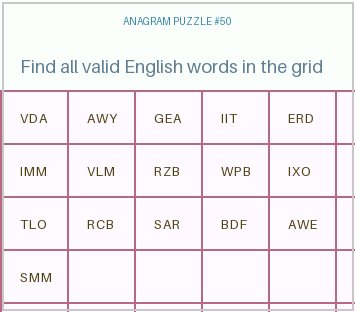 ANAGRAM PUZZLE #50
Find all valid English words in the grid
VDA AWY GEA IIT ERD
IMM VLM RZB WPB IXO
TLO RCB SAR BDF AWE
SMM